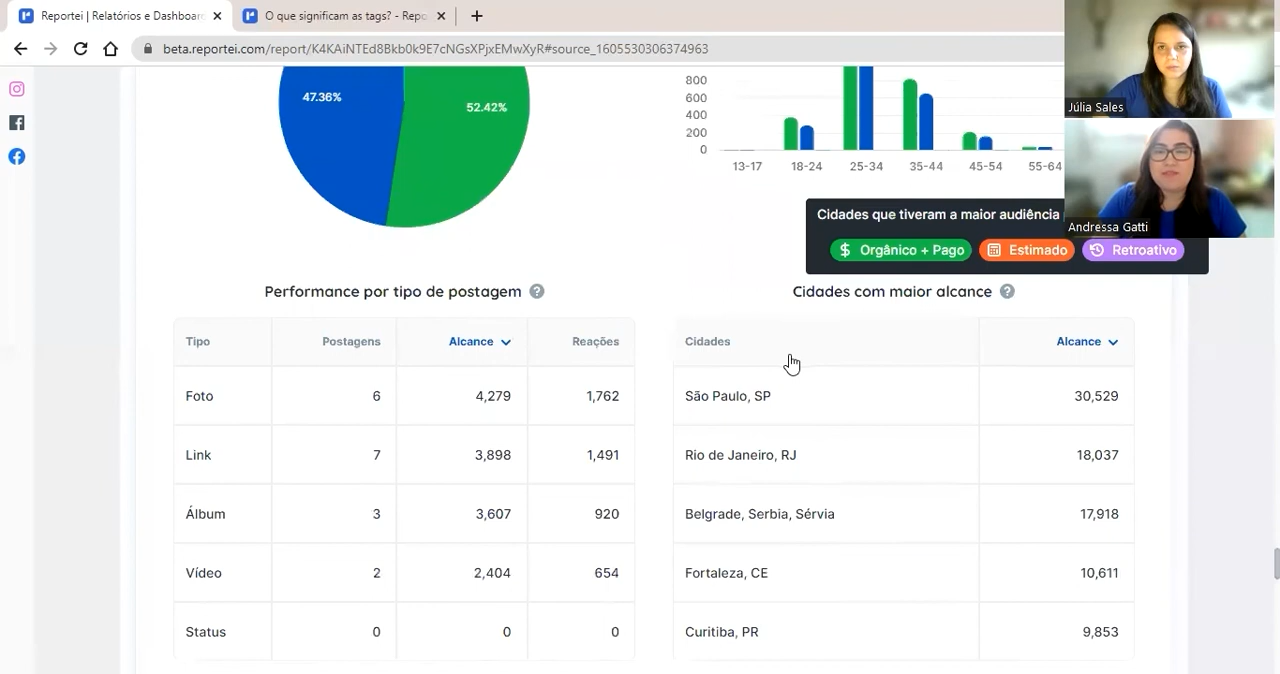 Reportei | Relatórios e Dashboar
O que significam as tags? - Repo
beta.reportei.com/report/K4KAiNTEd8Bkb0k9E7cNGsXPjxEMwXyR#source_1605530306374963
Júlia Sales
Andressa Gatti
47.36%
52.42%
800
600
400
200
0
13-17 18-24 25-34 35-44 45-54 55-64
Cidades que tiveram a maior audiência
Orgânico + Pago Estimado Retroativo
Performance por tipo de postagem
Tipo Postagens Alcance Reações
Foto 6 4,279 1,762
Link 7 3,898 1,491
Álbum 3 3,607 920
Vídeo 2 2,404 654
Status 0 0 0
Cidades com maior alcance
Cidades Alcance
São Paulo, SP 30,529
Rio de Janeiro, RJ 18,037
Belgrade, Serbia, Sérvia 17,918
Fortaleza, CE 10,611
Curitiba, PR 9,853